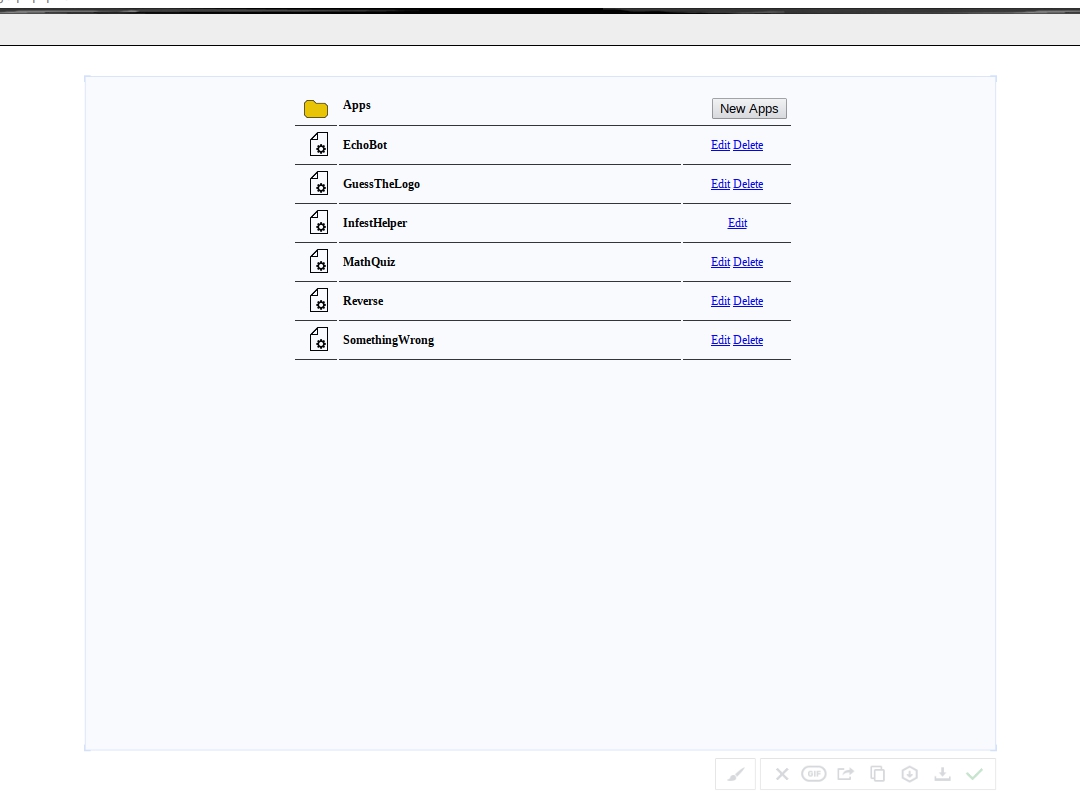 Apps New Apps
EchoBot Edit Delete
GuessTheLogo Edit Delete
InfestHelper Edit
MathQuiz Edit Delete
Reverse Edit Delete
SomethingWrong Edit Delete
GIF